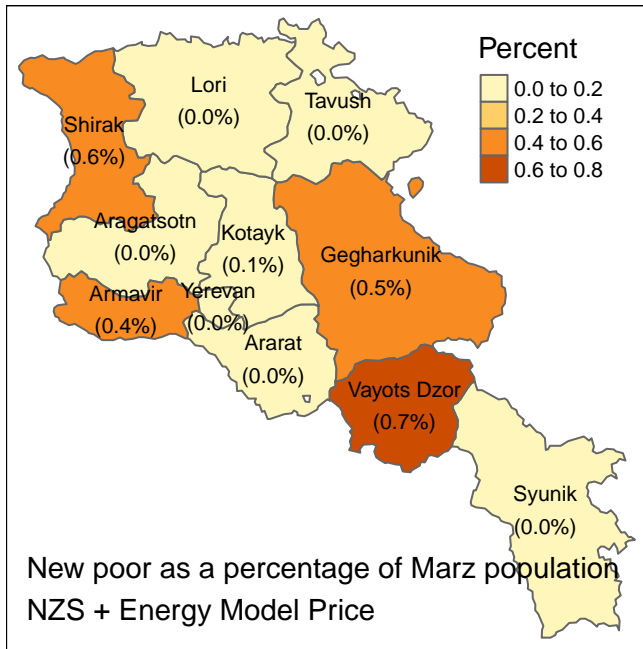 Percent
0.0 to 0.2
0.2 to 0.4
0.4 to 0.6
0.6 to 0.8
Lori
(0.0%)
Tavush
(0.0%)
Shirak
(0.6%)
Aragatsotn
(0.0%)
Kotayk
(0.1%)
Gegharkunik
(0.5%)
Armavir
(0.4%)
Yerevan
(0.0%)
Ararat
(0.0%)
Vayots Dzor
(0.7%)
Syunik
(0.0%)
New poor as a percentage of Marz population
NZS + Energy Model Price